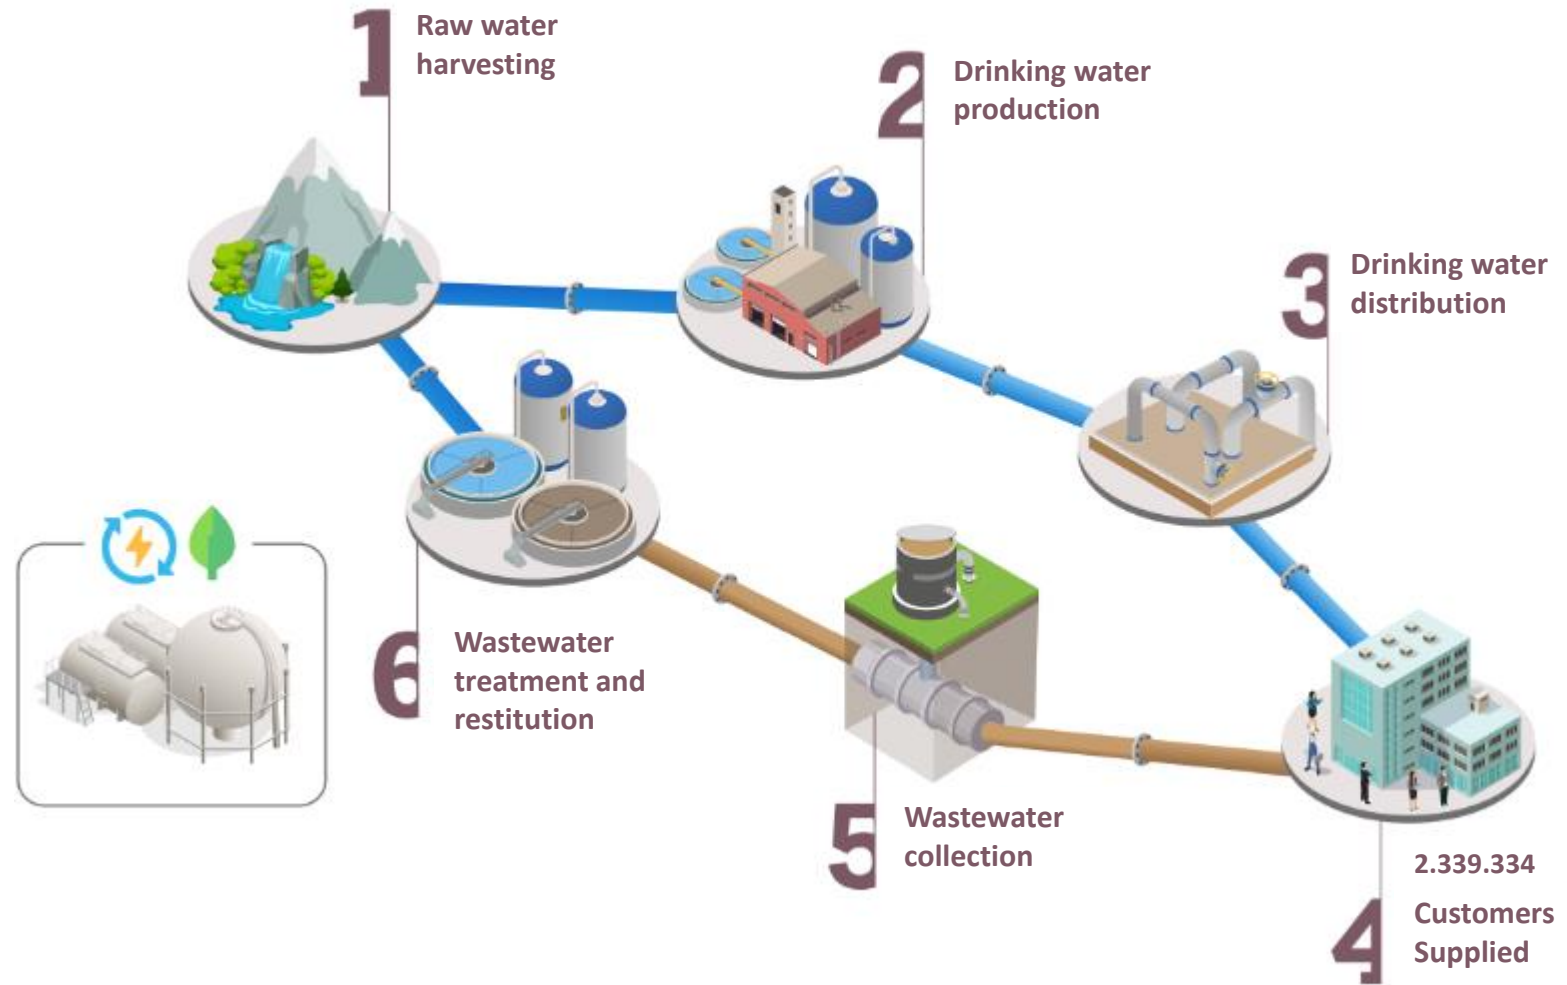 1
Raw water
harvesting
2
Drinking water
production
3
Drinking water
distribution
6
Wastewater
treatment and
restitution
5
Wastewater
collection
2.339.334
4
Customers
Supplied